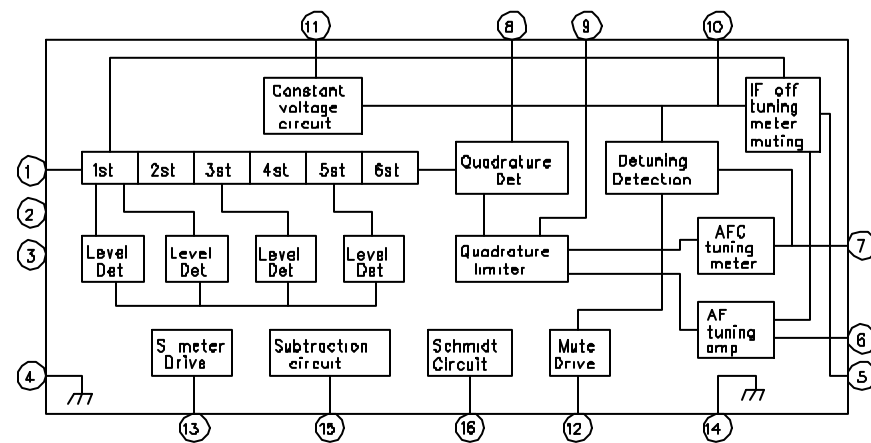 11
8
9
10
Constant
voltage
circuit
IF off
tuning
meter
muting
1
1st 2st 3st 4st 5st 6st
Quadrature
Det
Detuning
Detection
2
3
Level
Det
Level
Det
Level
Det
Level
Det
Quadrature
limiter
AFC
tuning
meter
7
AF
tuning
amp
S meter
Drive
Subtraction
circuit
Schmidt
Circuit
Mute
Drive
6
4
5
13
15
16
12
14